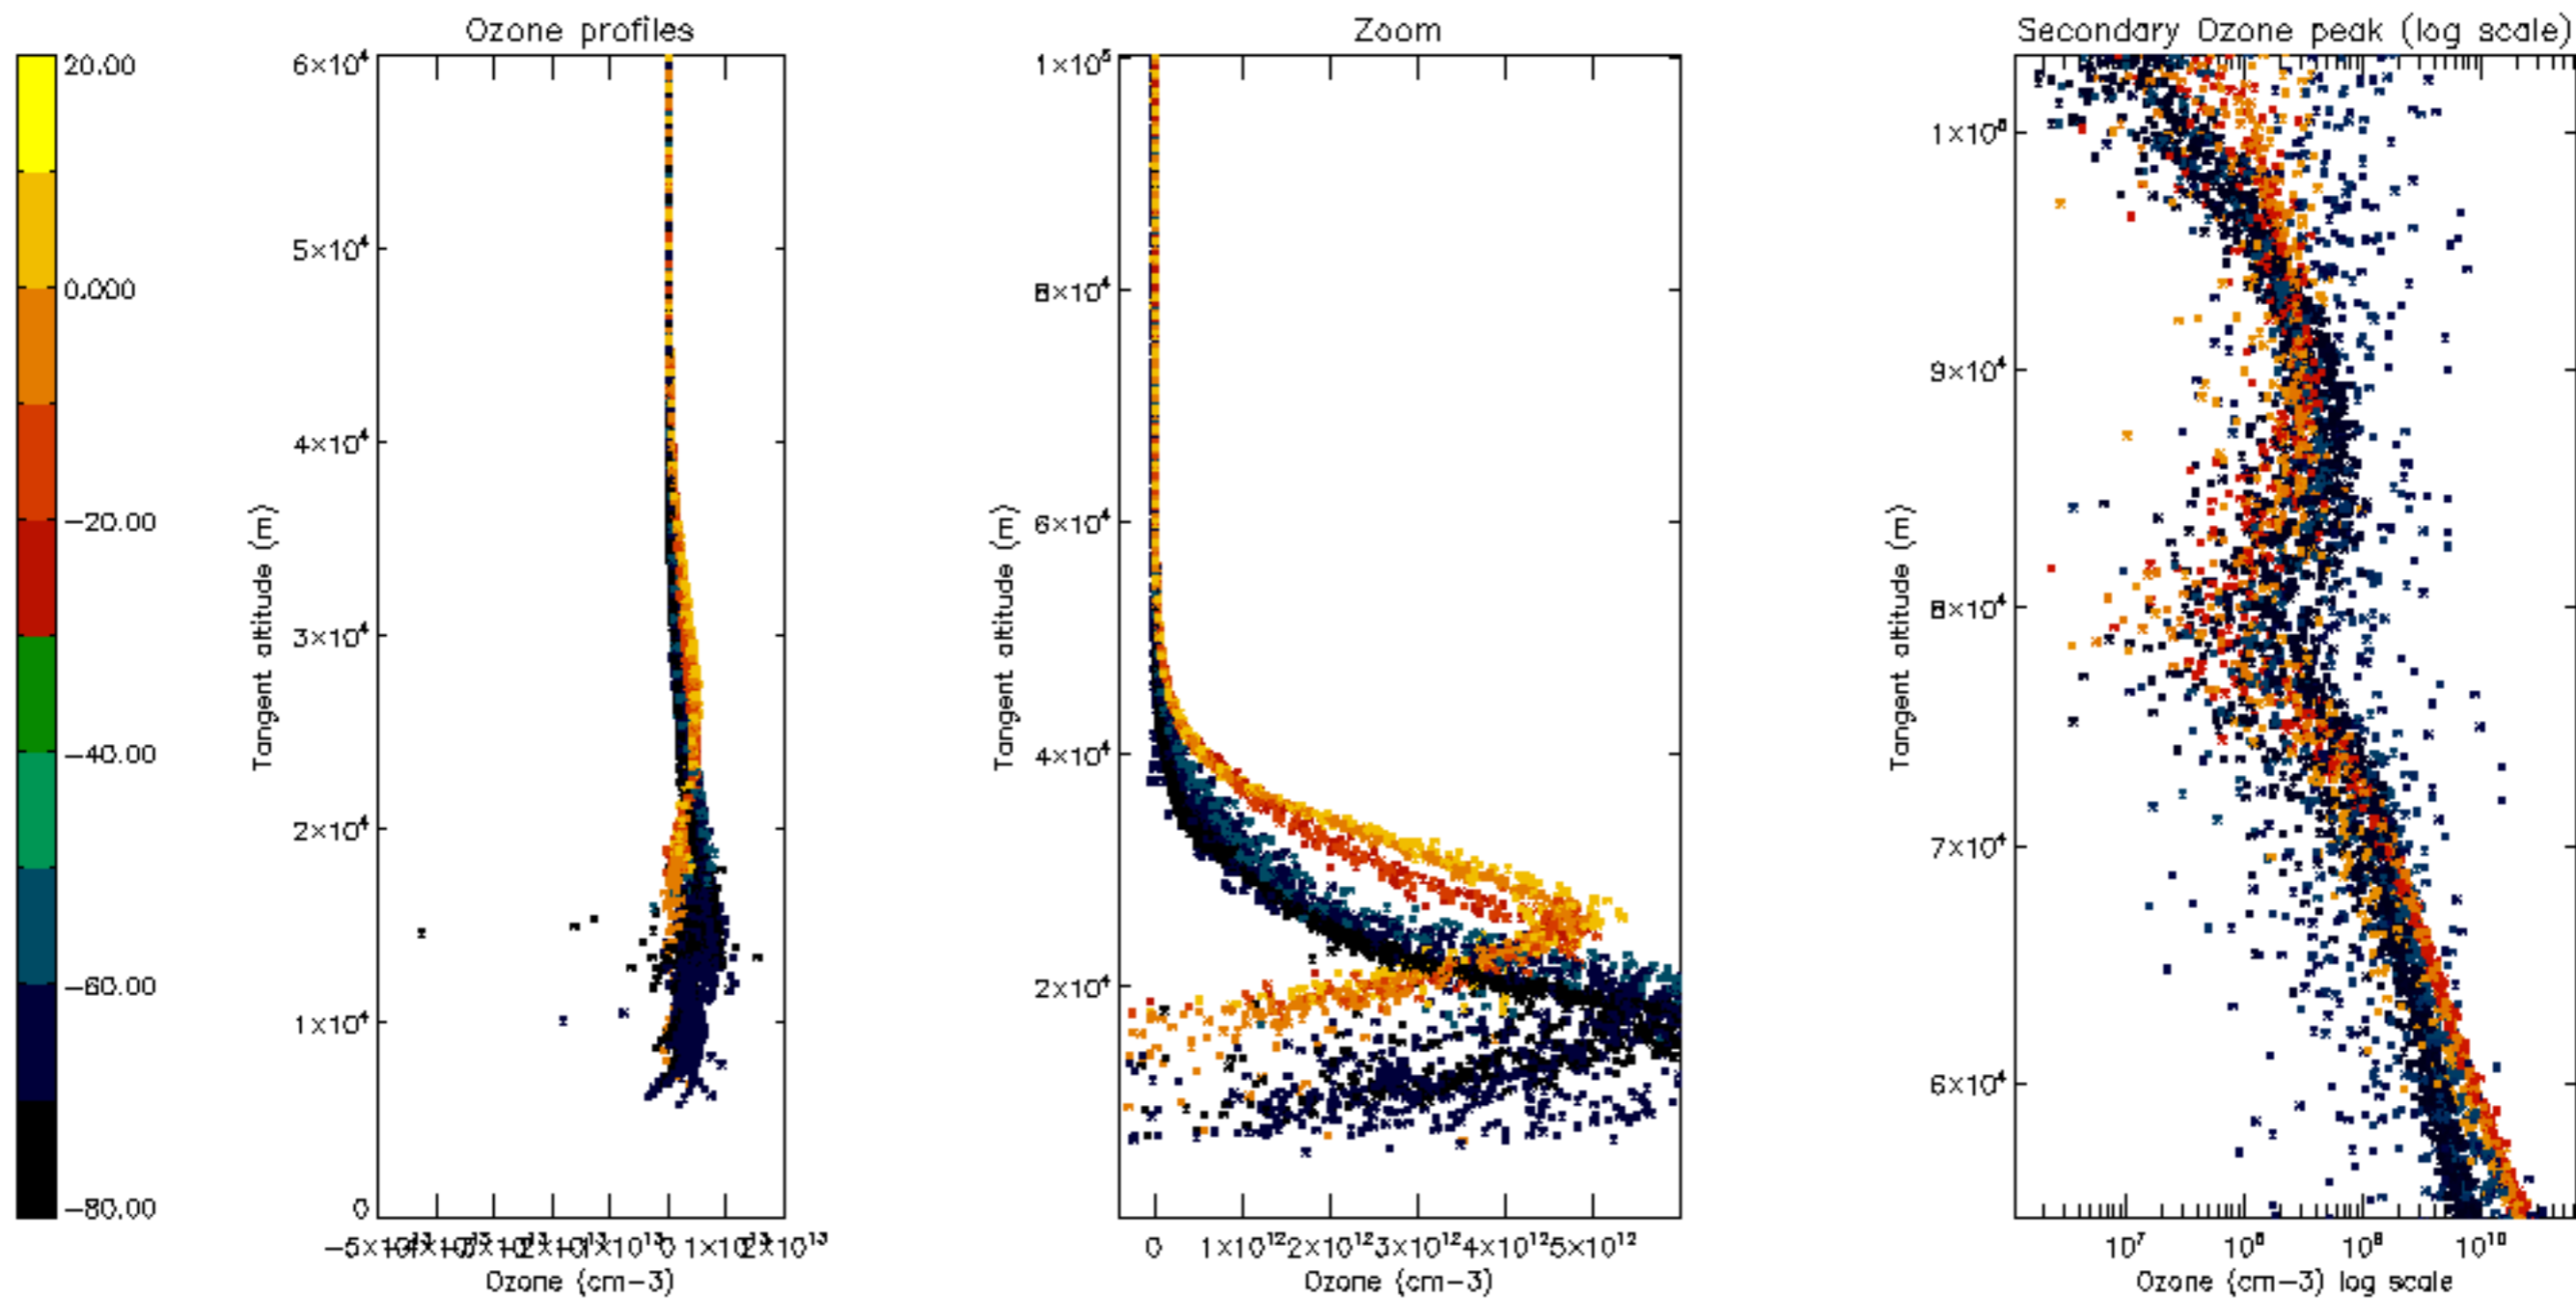 Ozone profiles
Zoom
Secondary Ozone peak (log scale)
20.00
0.000
−20.00
−40.00
−60.00
−80.00
Tangent altitude (m)
6×10⁴
5×10⁴
4×10⁴
3×10⁴
2×10⁴
1×10⁴
0
0 1×10¹³ 2×10¹³
Ozone (cm−3)
Tangent altitude (m)
1×10⁵
8×10⁴
6×10⁴
4×10⁴
2×10⁴
0 1×10¹² 2×10¹² 3×10¹² 4×10¹² 5×10¹²
Ozone (cm−3)
Tangent altitude (m)
9×10⁴
8×10⁴
7×10⁴
6×10⁴
10⁷ 10⁸ 10⁹ 10¹⁰
Ozone (cm−3) log scale